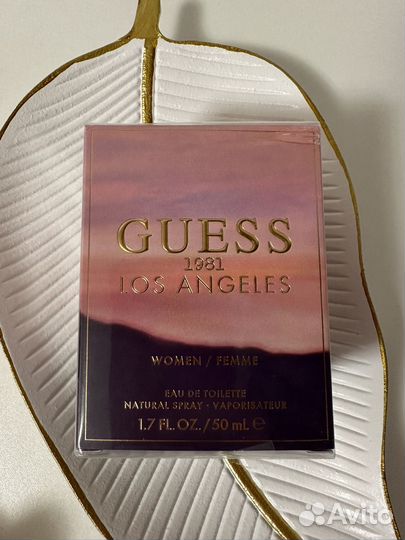 GUESS
1981
LOS ANGELES
WOMEN / FEMME
EAU DE TOILETTE
NATURAL SPRAY • VAPORISATEUR
1.7 FL. OZ. / 50 mL ℮
Avito